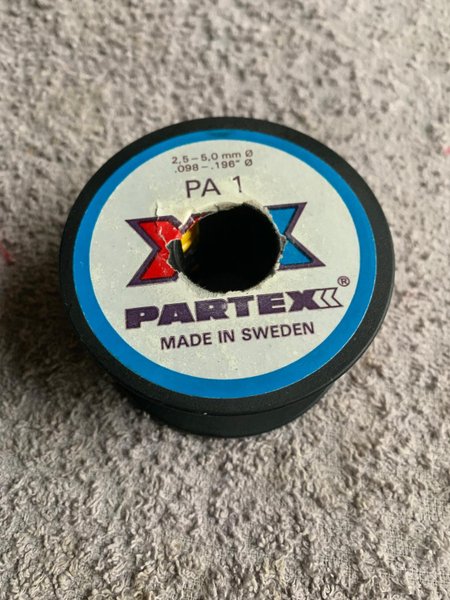 2,5–5,0 mm Ø
.098–.196" Ø
PA 1
PARTEX®
MADE IN SWEDEN